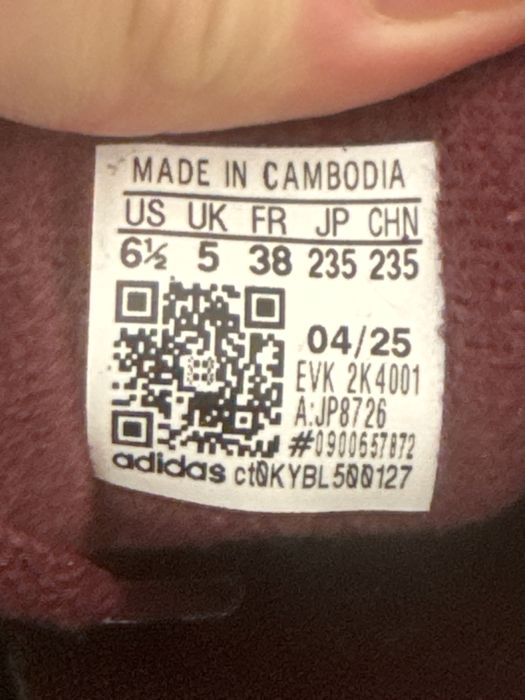 MADE IN CAMBODIA
US UK FR JP CHN
6½ 5 38 235 235
04/25
EVK 2K4001
A:JP8726
#0900657872
adidas ct0KYBL500127